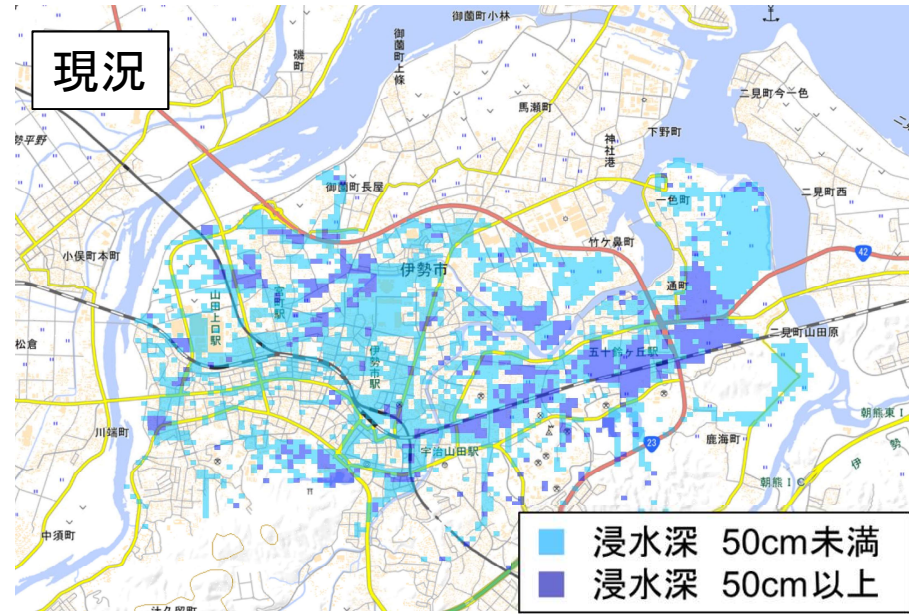 御薗町小林
現況
磯町
御薗町上條
二見町今一色
馬瀬町
下野町
神社港
勢平野
御薗町長屋
一色町
二見町西
竹ケ鼻町
小俣町本町
伊勢市
42
宮町駅
通町
山田上口駅
二見町山田原
松倉
伊勢市駅
五十鈴ケ丘駅
朝熊東I
川端町
鹿海町
宇治山田駅
23
伊勢
朝熊IC
中須町
浸水深 50cm未満
浸水深 50cm以上